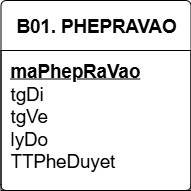 B01. PHEPRAVAO
maPhepRaVao
tgDi
tgVe
lyDo
TTPheDuyet